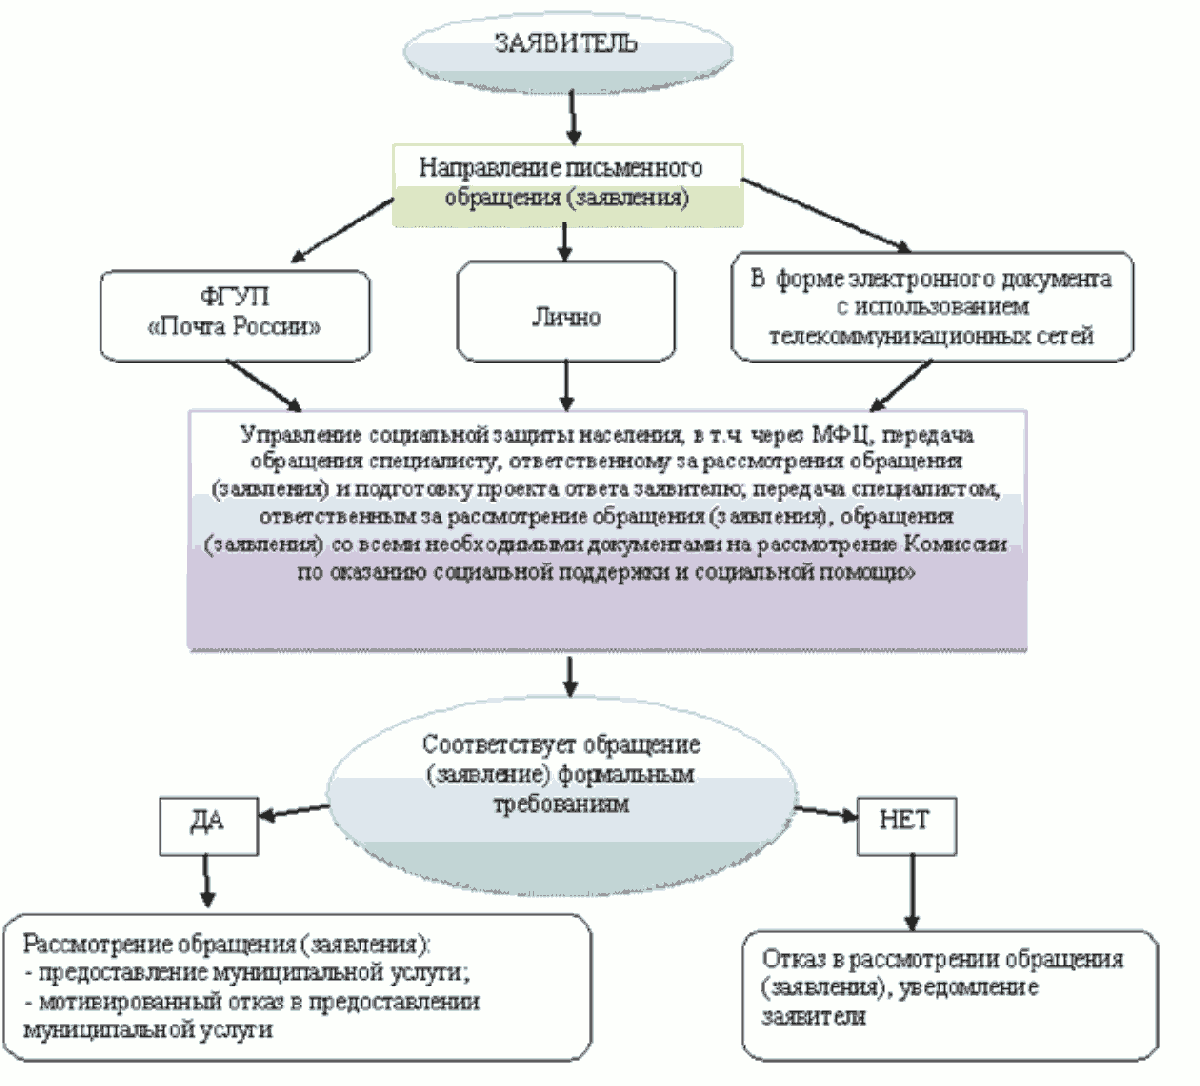 ЗАЯВИТЕЛЬ
Направление письменного
обращения (заявления)
ФГУП
«Почта России»
Лично
В форме электронного документа
с использованием
телекоммуникационных сетей
Управление социальной защиты населения, в т.ч. через МФЦ, передача
обращения специалисту, ответственному за рассмотрения обращения
(заявления) и подготовку проекта ответа заявителю; передача специалистом,
ответственным за рассмотрение обращения (заявления), обращения
(заявления) со всеми необходимыми документами на рассмотрение Комиссии
по оказанию социальной поддержки и социальной помощи»
Соответствует обращение
(заявление) формальным
требованиям
ДА
НЕТ
Рассмотрение обращения (заявления):
- предоставление муниципальной услуги;
- мотивированный отказ в предоставлении
муниципальной услуги
Отказ в рассмотрении обращения
(заявления), уведомление
заявителя